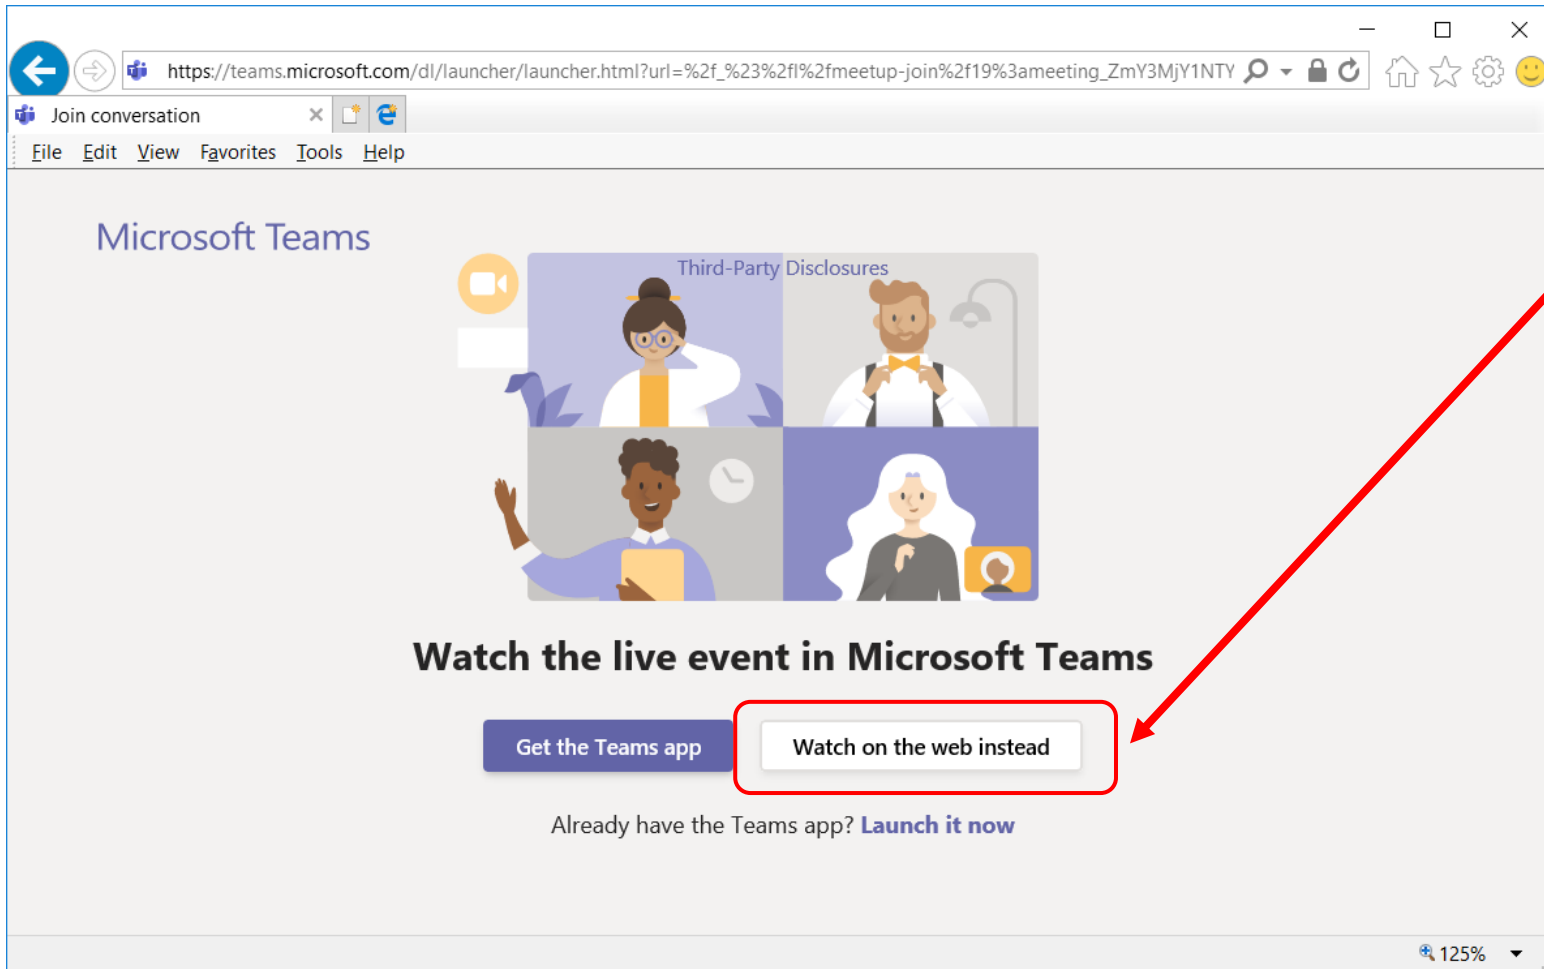 https://teams.microsoft.com/dl/launcher/launcher.html?url=%2f_%23%2fl%2fmeetup-join%2f19%3ameeting_ZmY3MjY1NTY
Join conversation
File Edit View Favorites Tools Help
Microsoft Teams
Third-Party Disclosures
Watch the live event in Microsoft Teams
Get the Teams app Watch on the web instead
Already have the Teams app? Launch it now
125%